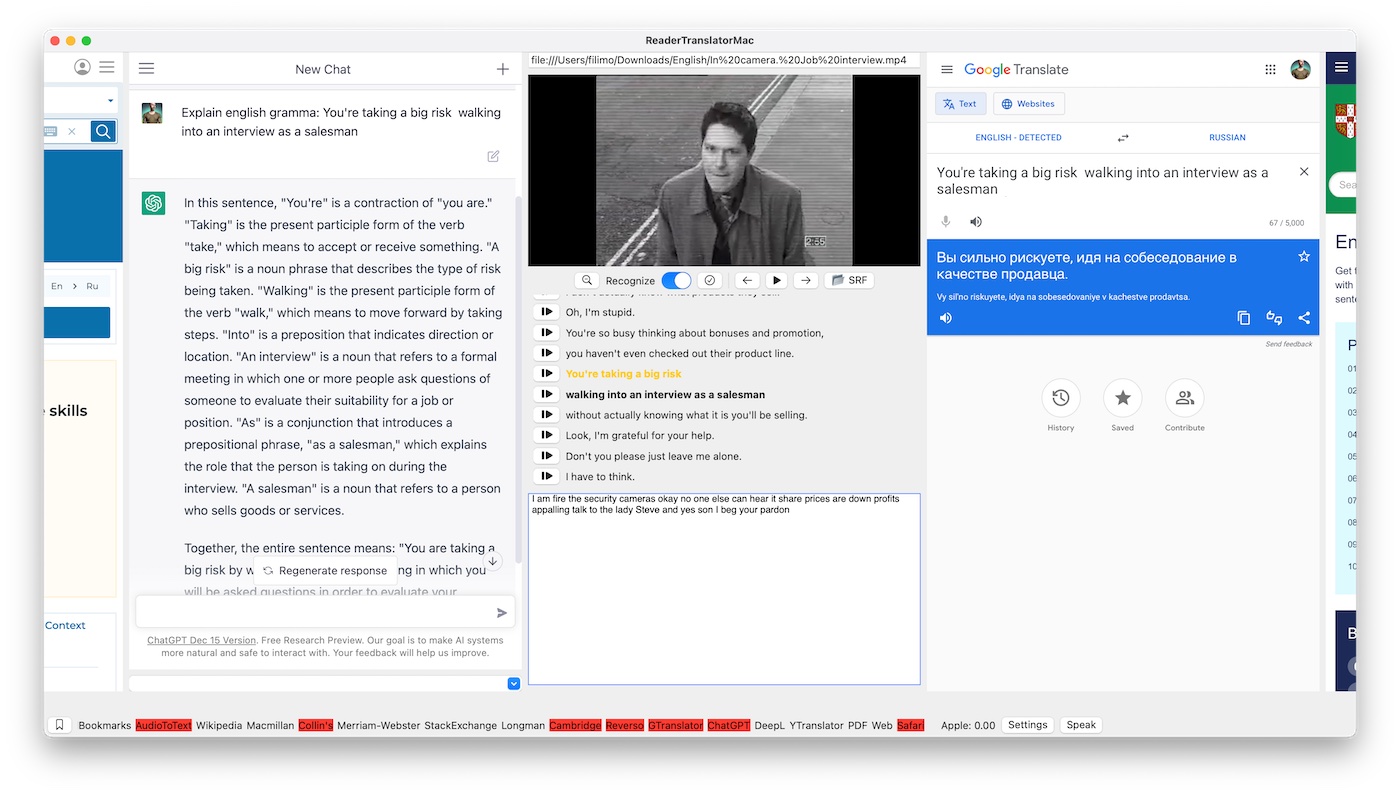 ReaderTranslatorMac
En
Ru
e skills
Context
New Chat
Explain english gramma: You're taking a big risk  walking
into an interview as a salesman
In this sentence, "You're" is a contraction of "you are."
"Taking" is the present participle form of the verb
"take," which means to accept or receive something. "A
big risk" is a noun phrase that describes the type of risk
being taken. "Walking" is the present participle form of
the verb "walk," which means to move forward by taking
steps. "Into" is a preposition that indicates direction or
location. "An interview" is a noun that refers to a formal
meeting in which one or more people ask questions of
someone to evaluate their suitability for a job or
position. "As" is a conjunction that introduces a
prepositional phrase, "as a salesman," which explains
the role that the person is taking on during the
interview. "A salesman" is a noun that refers to a person
who sells goods or services.
Together, the entire sentence means: "You are taking a
big risk by w
ng in which you
Regenerate response
will be asked questions in order to evaluate your
ChatGPT Dec 15 Version. Free Research Preview. Our goal is to make AI systems
more natural and safe to interact with. Your feedback will help us improve.
file:///Users/filimo/Downloads/English/In%20camera.%20Job%20interview.mp4
2:55
Recognize
SRF
Oh, I'm stupid.
You're so busy thinking about bonuses and promotion,
you haven't even checked out their product line.
You're taking a big risk
walking into an interview as a salesman
without actually knowing what it is you'll be selling.
Look, I'm grateful for your help.
Don't you please just leave me alone.
I have to think.
I am fire the security cameras okay no one else can hear it share prices are down profits
appalling talk to the lady Steve and yes son I beg your pardon
Google Translate
Text
Websites
ENGLISH - DETECTED
RUSSIAN
You're taking a big risk  walking into an interview as a
salesman
67 / 5,000
Вы сильно рискуете, идя на собеседование в
качестве продавца.
Vy sil'no riskuyete, idya na sobesedovaniye v kachestve prodavtsa.
Send feedback
History
Saved
Contribute
Sea
En
Get f
with
sente
P
01
02
03
04
05
06
07
08
09
10
B
Bookmarks AudioToText Wikipedia Macmillan Collin's Merriam-Webster StackExchange Longman Cambridge Reverso GTranslator ChatGPT DeepL YTranslator PDF Web Safari Apple: 0.00 Settings Speak